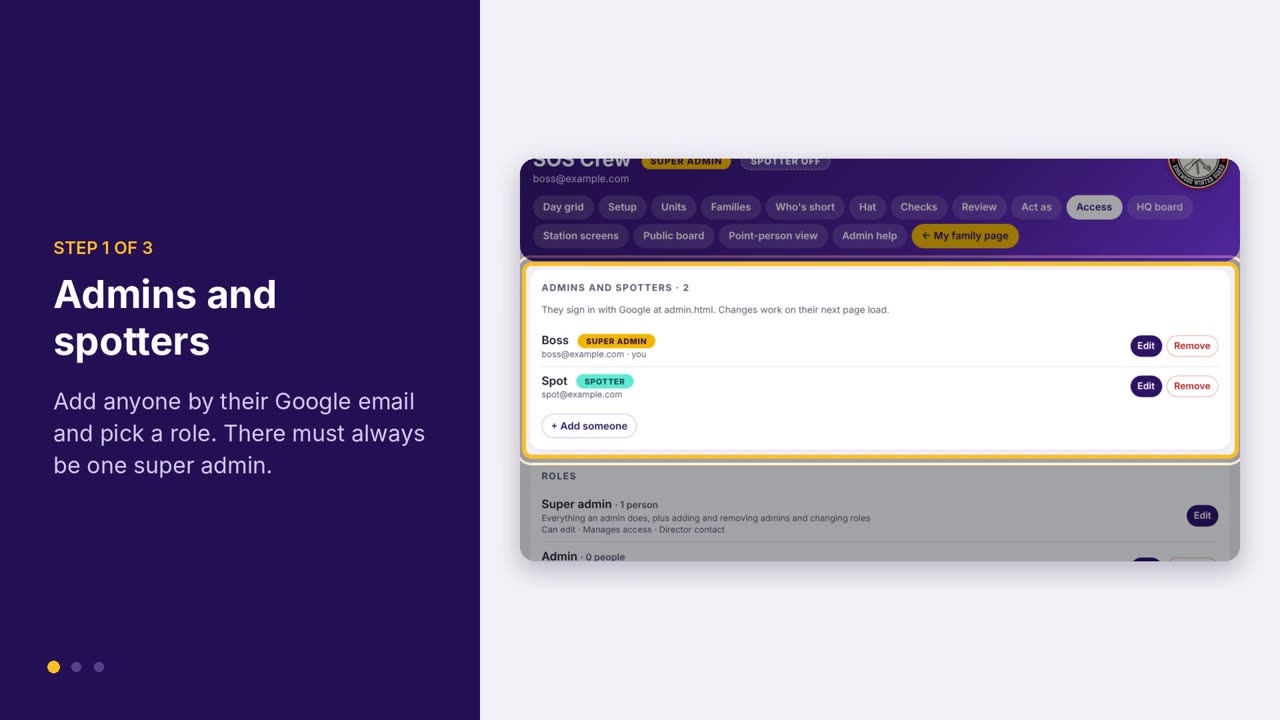 STEP 1 OF 3
Admins and
spotters
Add anyone by their Google email
and pick a role. There must always
be one super admin.
SOS Crew SUPER ADMIN SPOTTER OFF
boss@example.com
Day grid Setup Units Families Who's short Hat Checks Review Act as Access HQ board
Station screens Public board Point-person view Admin help ← My family page
ADMINS AND SPOTTERS · 2
They sign in with Google at admin.html. Changes work on their next page load.
Boss SUPER ADMIN
boss@example.com · you
Edit Remove
Spot SPOTTER
spot@example.com
Edit Remove
+ Add someone
ROLES
Super admin · 1 person
Everything an admin does, plus adding and removing admins and changing roles
Can edit · Manages access · Director contact
Edit
Admin · 0 people